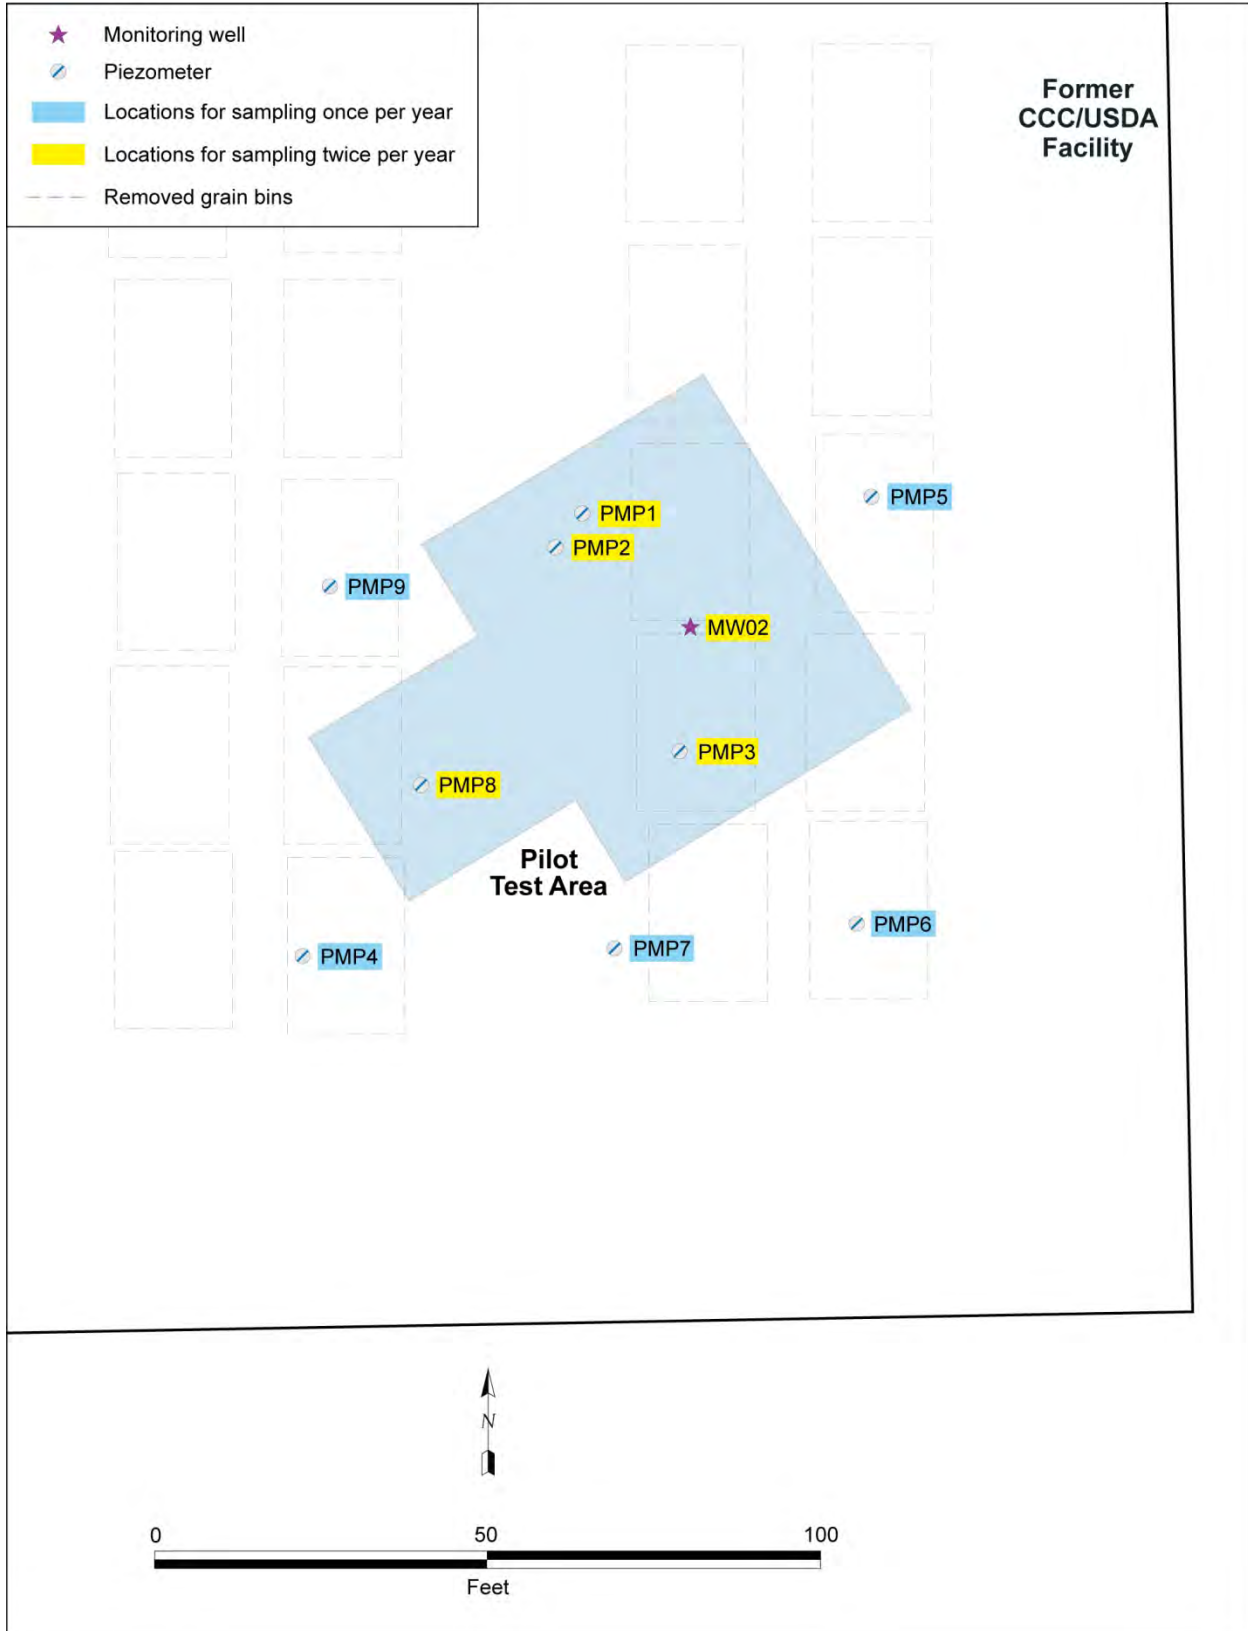 Monitoring well
Piezometer
Locations for sampling once per year
Locations for sampling twice per year
Removed grain bins
Former
CCC/USDA
Facility
PMP5
PMP1
PMP2
PMP9
MW02
PMP3
PMP8
Pilot
Test Area
PMP6
PMP7
PMP4
N
0 50 100
Feet